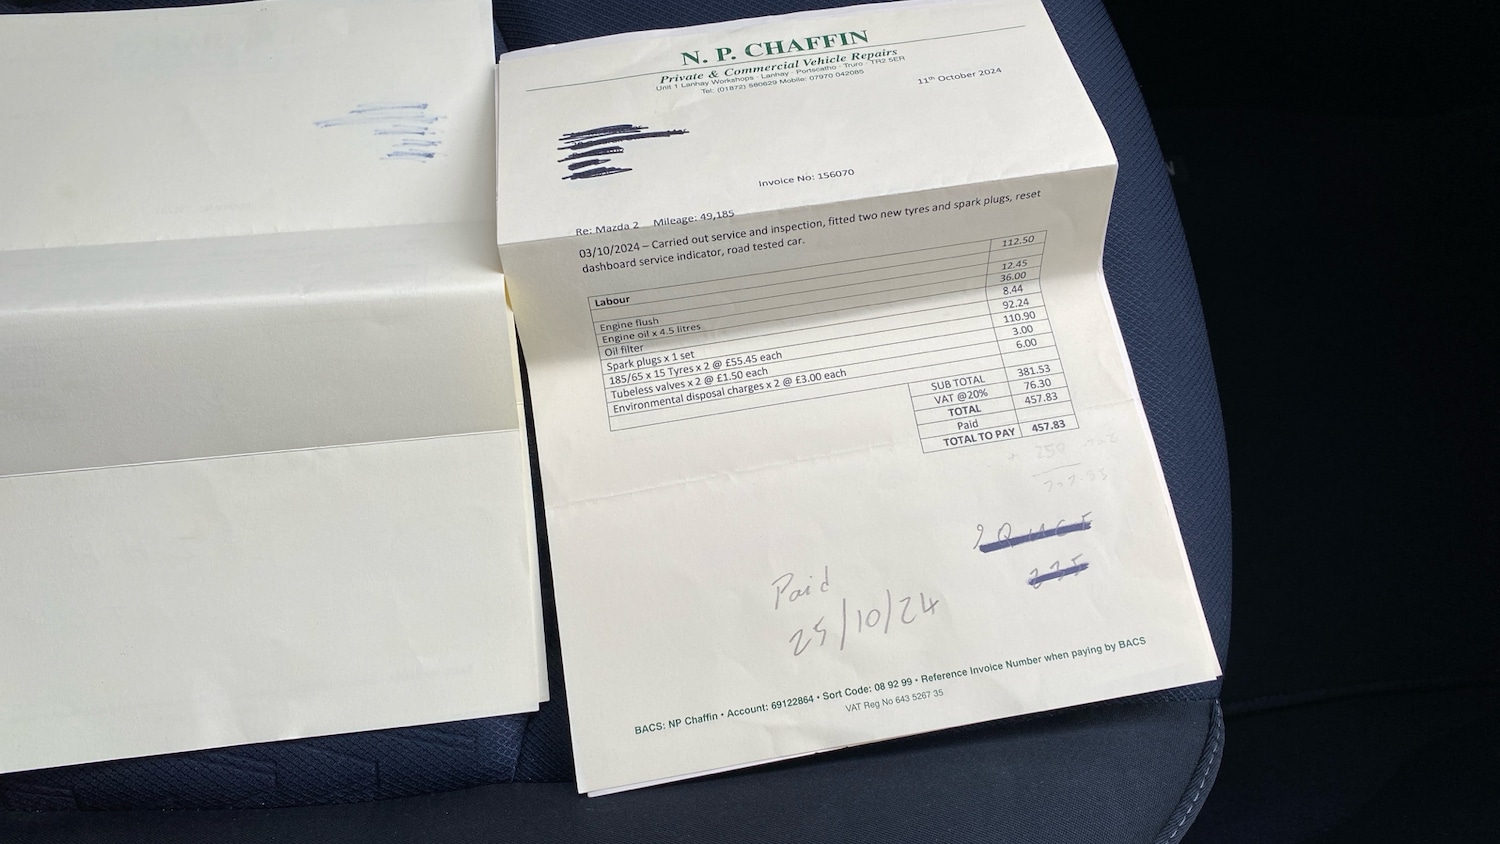 N. P. CHAFFIN
Private & Commercial Vehicle Repairs
Unit 1 Lanhay Workshops · Lanhay · Portscatho · Truro · TR2 5ER
Tel: (01872) 580629 Mobile: 07970 042085
11th October 2024
Invoice No: 156070
Re: Mazda 2 Mileage: 49,185
03/10/2024 – Carried out service and inspection, fitted two new tyres and spark plugs, reset
dashboard service indicator, road tested car.
Labour 112.50
Engine flush 12.45
Engine oil x 4.5 litres 36.00
Oil filter 8.44
Spark plugs x 1 set 92.24
185/65 x 15 Tyres x 2 @ £55.45 each 110.90
Tubeless valves x 2 @ £1.50 each 3.00
Environmental disposal charges x 2 @ £3.00 each 6.00
SUB TOTAL 381.53
VAT @20% 76.30
TOTAL 457.83
Paid
TOTAL TO PAY 457.83
Paid
25/10/24
BACS: NP Chaffin • Account: 69122864 • Sort Code: 08 92 99 • Reference Invoice Number when paying by BACS
VAT Reg No 643 5267 35